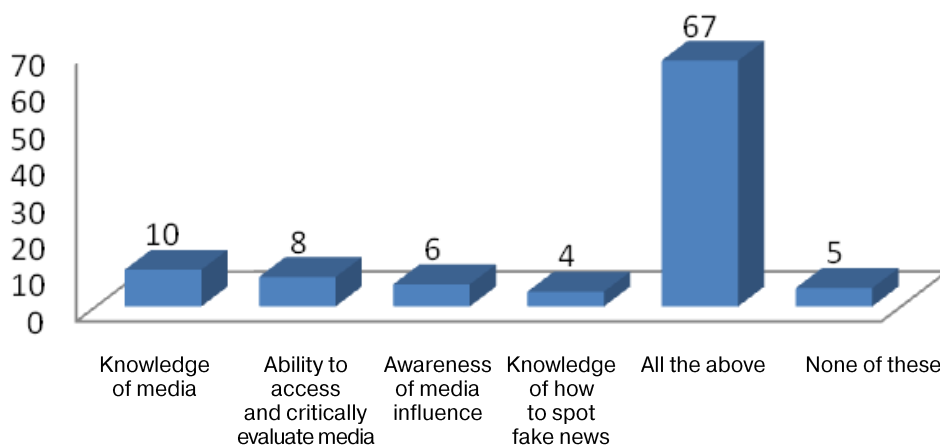 67
70
60
50
40
30
20
10
0
10
8
6
4
5
Knowledge
of media
Ability to
access
and critically
evaluate media
Awareness
of media
influence
Knowledge
of how
to spot
fake news
All the above
None of these